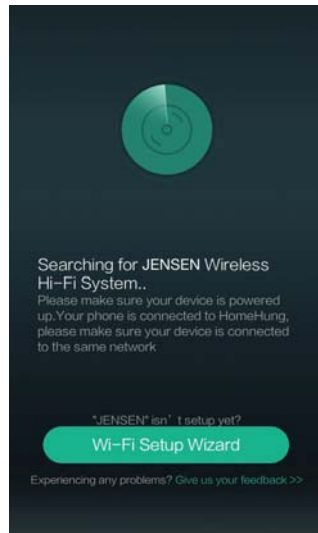 Searching for JENSEN Wireless
Hi-Fi System..
Please make sure your device is powered
up.Your phone is connected to HomeHung,
please make sure your device is connected
to the same network
"JENSEN" isn' t setup yet?
Wi-Fi Setup Wizard
Experiencing any problems? Give us your feedback >>